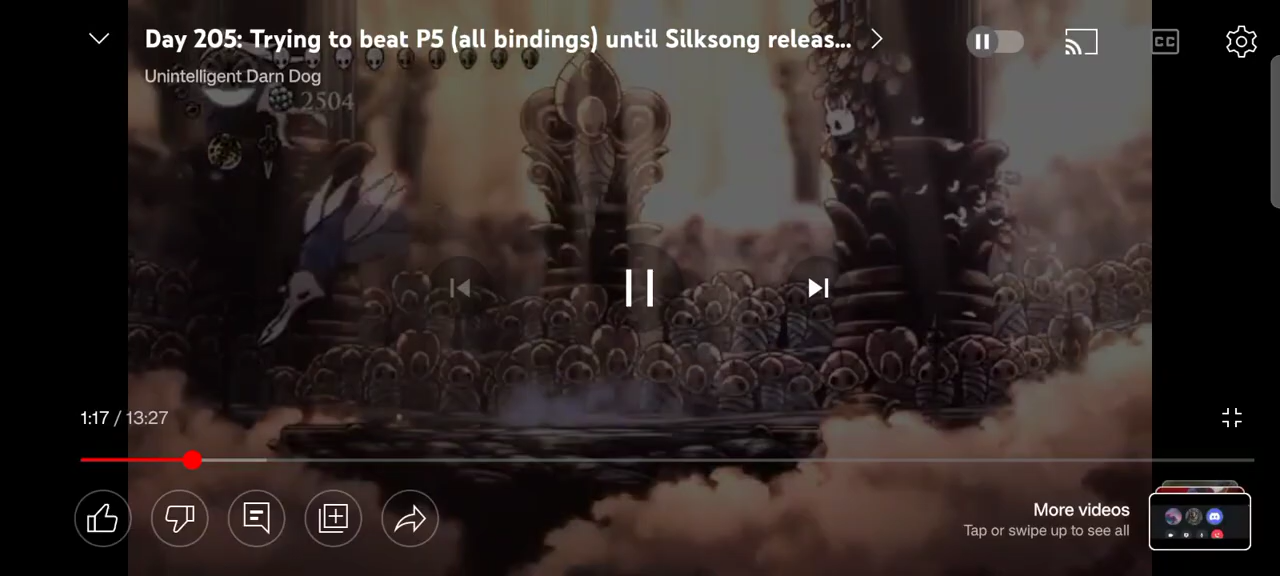 Day 205: Trying to beat P5 (all bindings) until Silksong releas...
Unintelligent Darn Dog
CC
2504
1:17 / 13:27
More videos
Tap or swipe up to see all